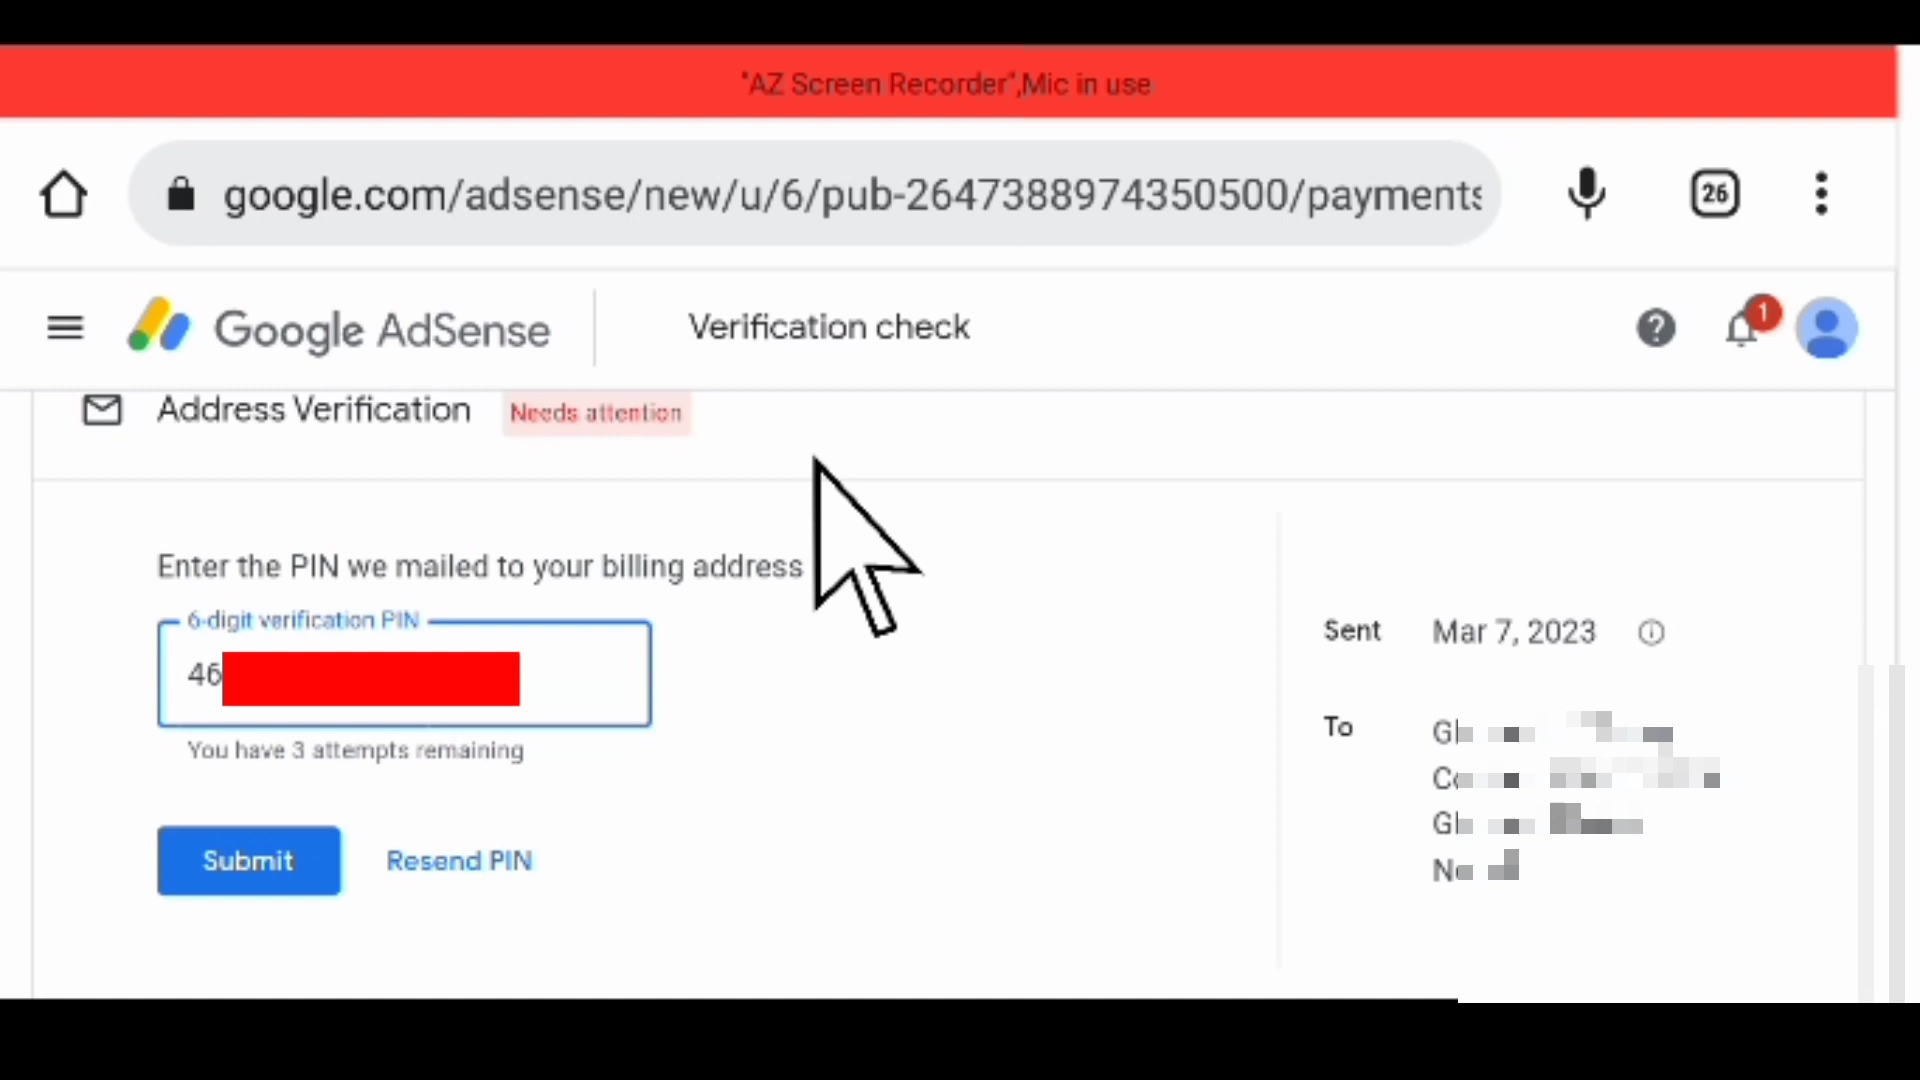 "AZ Screen Recorder",Mic in use
google.com/adsense/new/u/6/pub-2647388974350500/payments
26
Google AdSense
Verification check
1
Address Verification
Needs attention
Enter the PIN we mailed to your billing address
6-digit verification PIN
46
You have 3 attempts remaining
Submit
Resend PIN
Sent
Mar 7, 2023
To